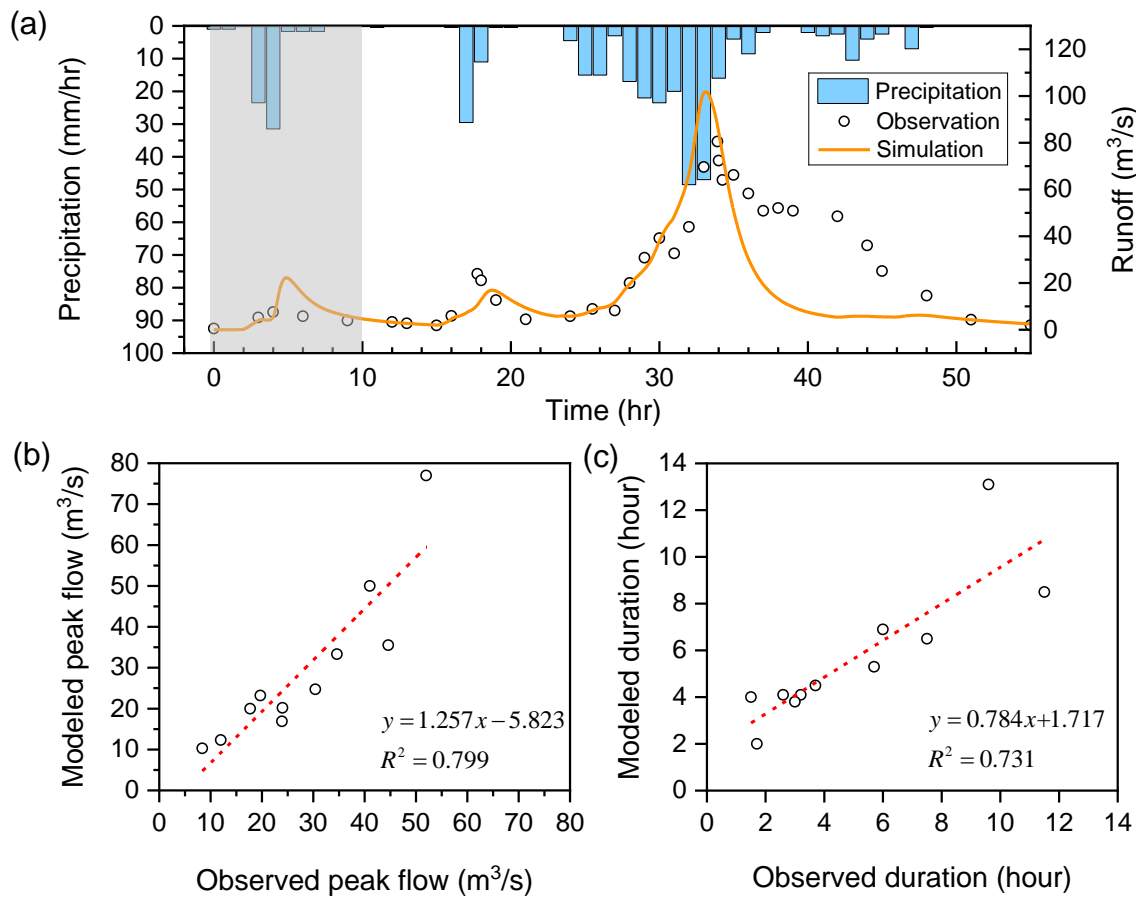 (a)
Precipitation (mm/hr)
0
10
20
30
40
50
60
70
80
90
100
0 10 20 30 40 50
Time (hr)
Runoff (m³/s)
120
100
80
60
40
20
0
Precipitation
Observation
Simulation
(b)
Modeled peak flow (m³/s)
80
70
60
50
40
30
20
10
0
0 10 20 30 40 50 60 70 80
Observed peak flow (m³/s)
y = 1.257x − 5.823
R² = 0.799
(c)
Modeled duration (hour)
14
12
10
8
6
4
2
0
0 2 4 6 8 10 12 14
Observed duration (hour)
y = 0.784x + 1.717
R² = 0.731